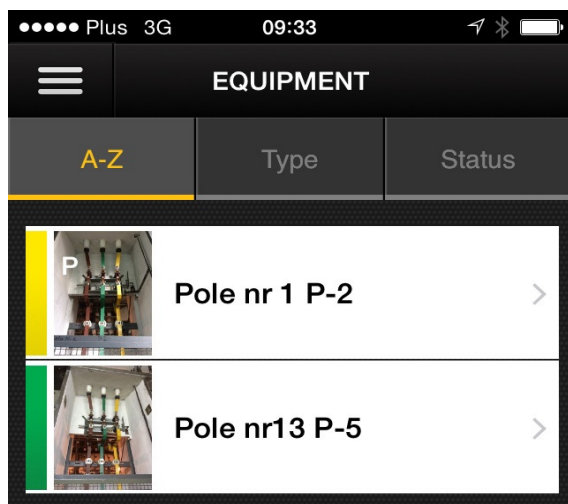 Plus 3G 09:33
EQUIPMENT
A-Z Type Status
P
Pole nr 1 P-2
Pole nr13 P-5